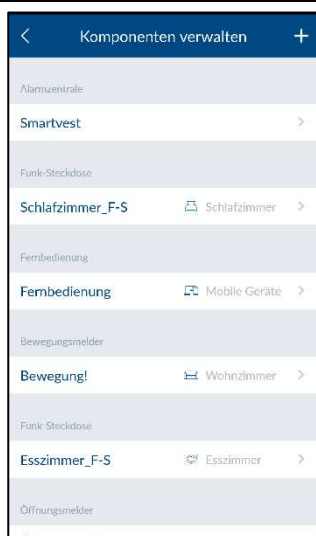 Komponenten verwalten +
Alarmzentrale
Smartvest
Funk-Steckdose
Schlafzimmer_F-S Schlafzimmer
Fernbedienung
Fernbedienung Mobile Geräte
Bewegungsmelder
Bewegung! Wohnzimmer
Funk-Steckdose
Esszimmer_F-S Esszimmer
Öffnungsmelder